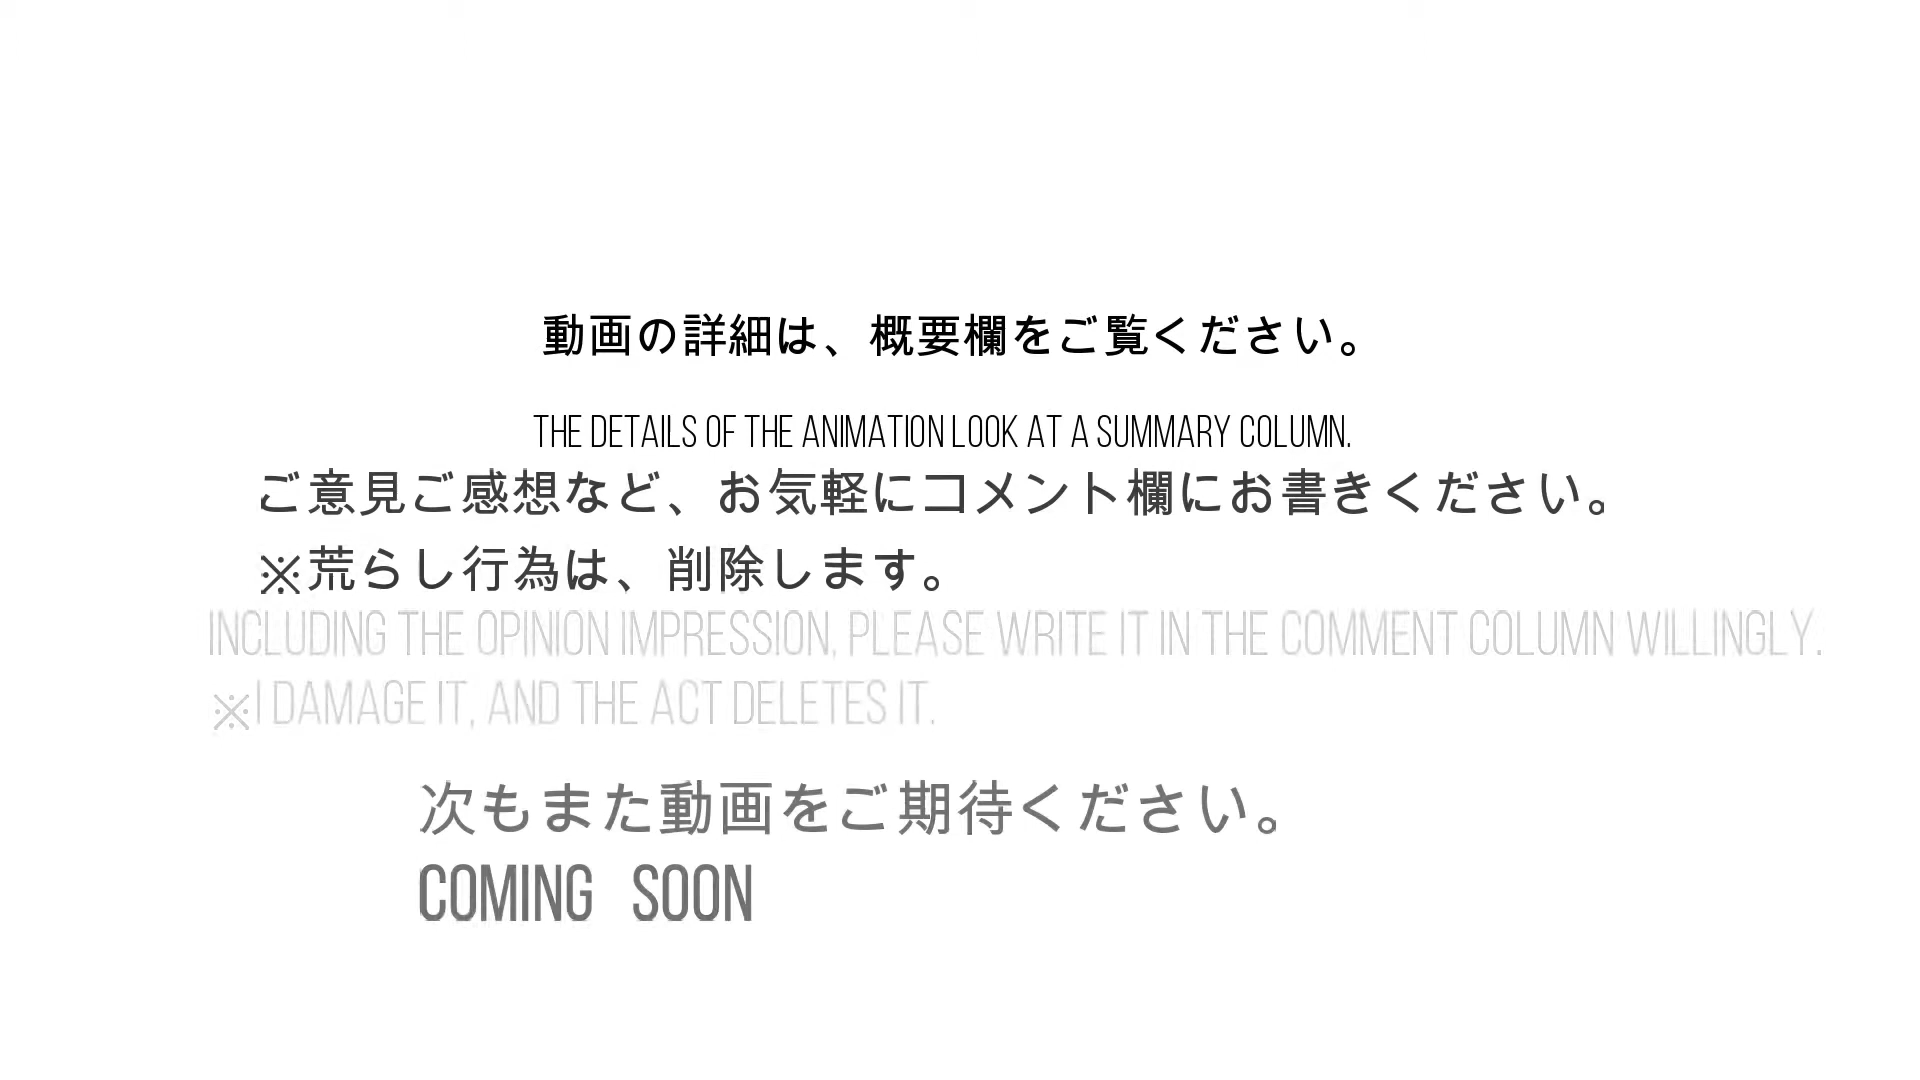 動画の詳細は、概要欄をご覧ください。
THE DETAILS OF THE ANIMATION LOOK AT A SUMMARY COLUMN.
ご意見ご感想など、お気軽にコメント欄にお書きください。
※荒らし行為は、削除します。
INCLUDING THE OPINION IMPRESSION, PLEASE WRITE IT IN THE COMMENT COLUMN WILLINGLY.
※I DAMAGE IT, AND THE ACT DELETES IT.
次もまた動画をご期待ください。
COMING SOON